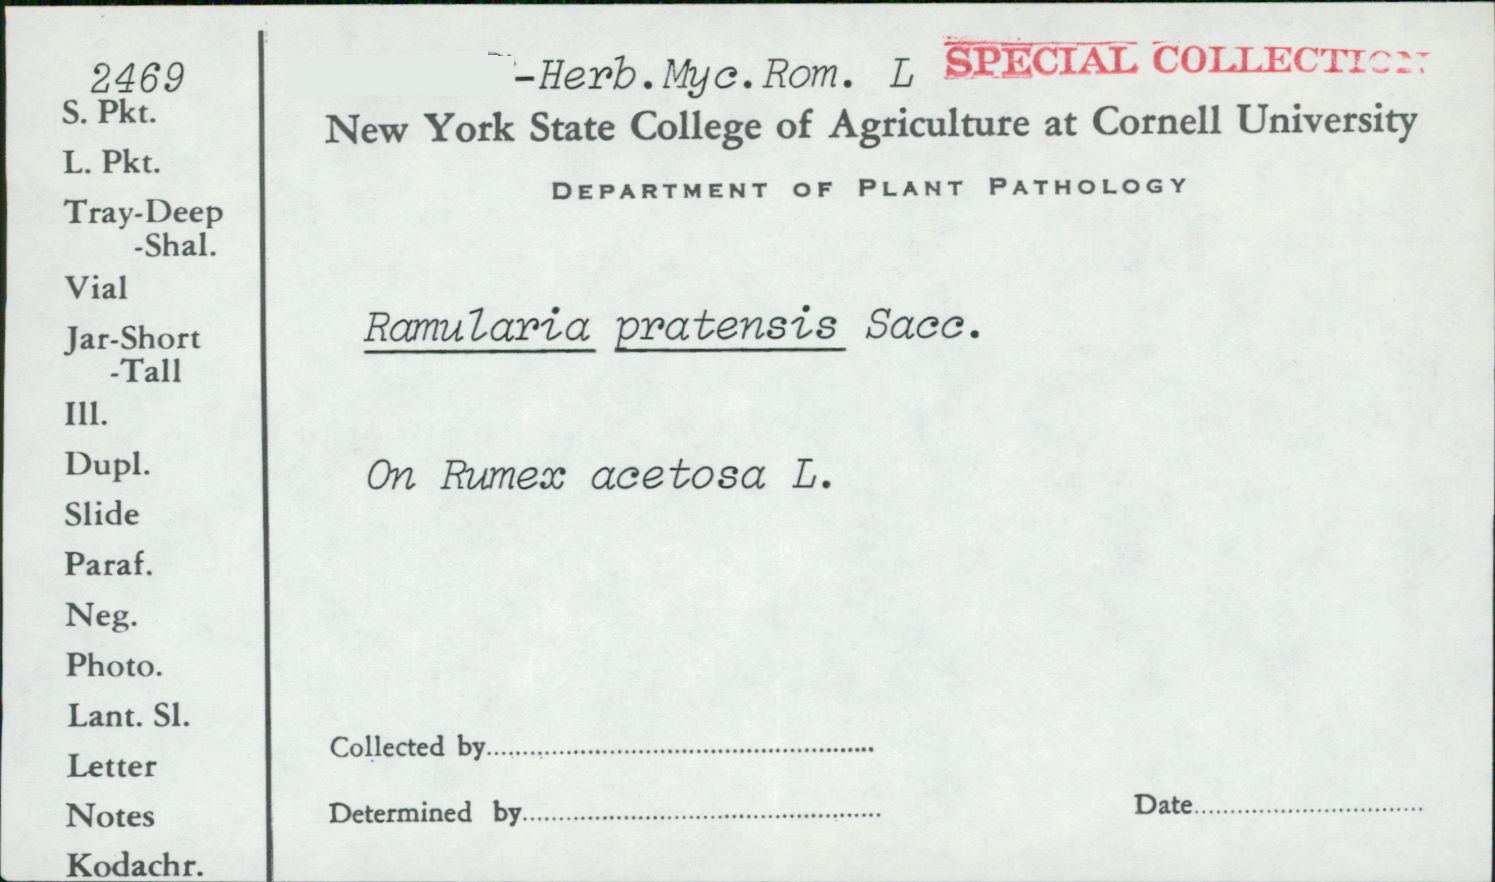 2469
S. Pkt.
L. Pkt.
Tray-Deep
-Shal.
Vial
Jar-Short
-Tall
Ill.
Dupl.
Slide
Paraf.
Neg.
Photo.
Lant. Sl.
Letter
Notes
Kodachr.
-Herb.Myc.Rom. L
SPECIAL COLLECTION
New York State College of Agriculture at Cornell University
DEPARTMENT OF PLANT PATHOLOGY
Ramularia pratensis Sacc.
On Rumex acetosa L.
Collected by
Determined by
Date